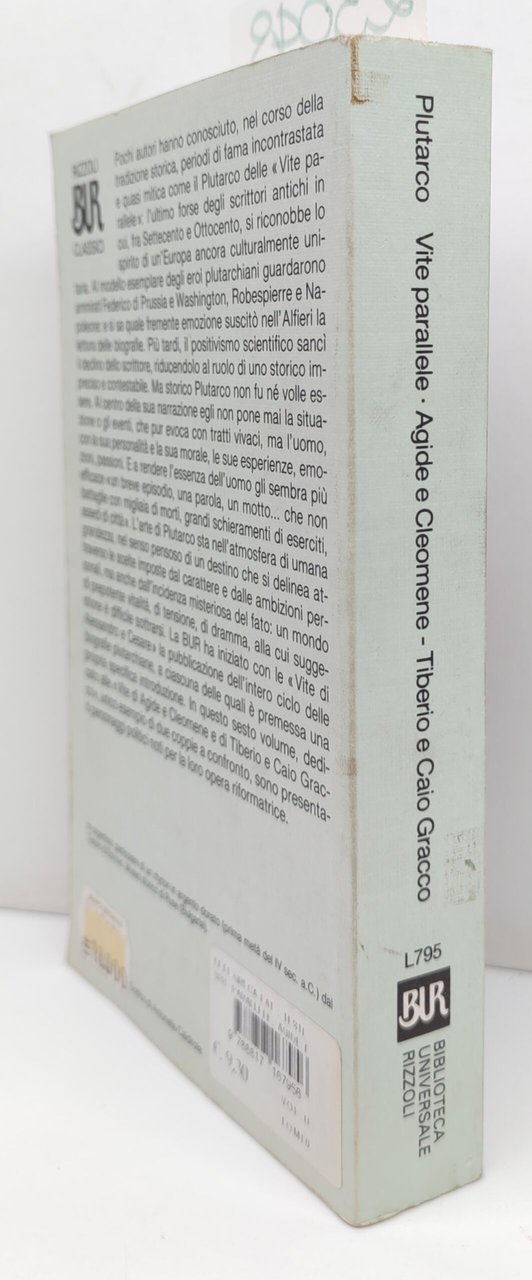 RIZZOLI
BUR
CLASSICI
Pochi autori hanno conosciuto, nel corso della
tradizione storica, periodi di fama incontrastata
e quasi mitica come il Plutarco delle «Vite pa-
rallele»: l'ultimo forse degli scrittori antichi in
cui, fra Settecento e Ottocento, si riconobbe lo
spirito di un'Europa ancora culturalmente uni-
taria. Al modello esemplare degli eroi plutarchiani guardarono
ammirati Federico di Prussia e Washington, Robespierre e Na-
poleone; e si sa quale fremente emozione suscitò nell'Alfieri la
lettura delle biografie. Più tardi, il positivismo scientifico sancì
il declino dello scrittore, riducendolo al ruolo di uno storico im-
preciso e contestabile. Ma storico Plutarco non fu né volle es-
sere. Al centro della sua narrazione egli non pone mai la situa-
zione o gli eventi, che pur evoca con tratti vivaci, ma l'uomo,
con la sua personalità e la sua morale, le sue esperienze, emo-
zioni, passioni. E a rendere l'essenza dell'uomo gli sembra più
efficace «un breve episodio, una parola, un motto... che non
battaglie con migliaia di morti, grandi schieramenti di eserciti,
assedi di città». L'arte di Plutarco sta nell'atmosfera di umana
grandezza, nel senso pensoso di un destino che si delinea at-
traverso le scelte imposte dal carattere e dalle ambizioni per-
sonali, ma anche dall'incidenza misteriosa del fato: un mondo
di prepotente vitalità, di tensione, di dramma, alla cui sugge-
stione è difficile sottrarsi. La BUR ha iniziato con le «Vite di
Alessandro e Cesare» la pubblicazione dell'intero ciclo delle
biografie plutarchiane, a ciascuna delle quali è premessa una
propria specifica introduzione. In questo sesto volume, dedi-
cato alle «Vite di Agide e Cleomene e di Tiberio e Caio Grac-
co», unico esempio di due coppie a confronto, sono presenta-
ti personaggi politici noti per la loro opera riformatrice.
argento dorato (prima metà del IV sec. a.C.) dal
9 788817 167956
€. 9,30
VOL U
Plutarco Vite parallele · Agide e Cleomene - Tiberio e Caio Gracco
L795
BUR
BIBLIOTECA
UNIVERSALE
RIZZOLI